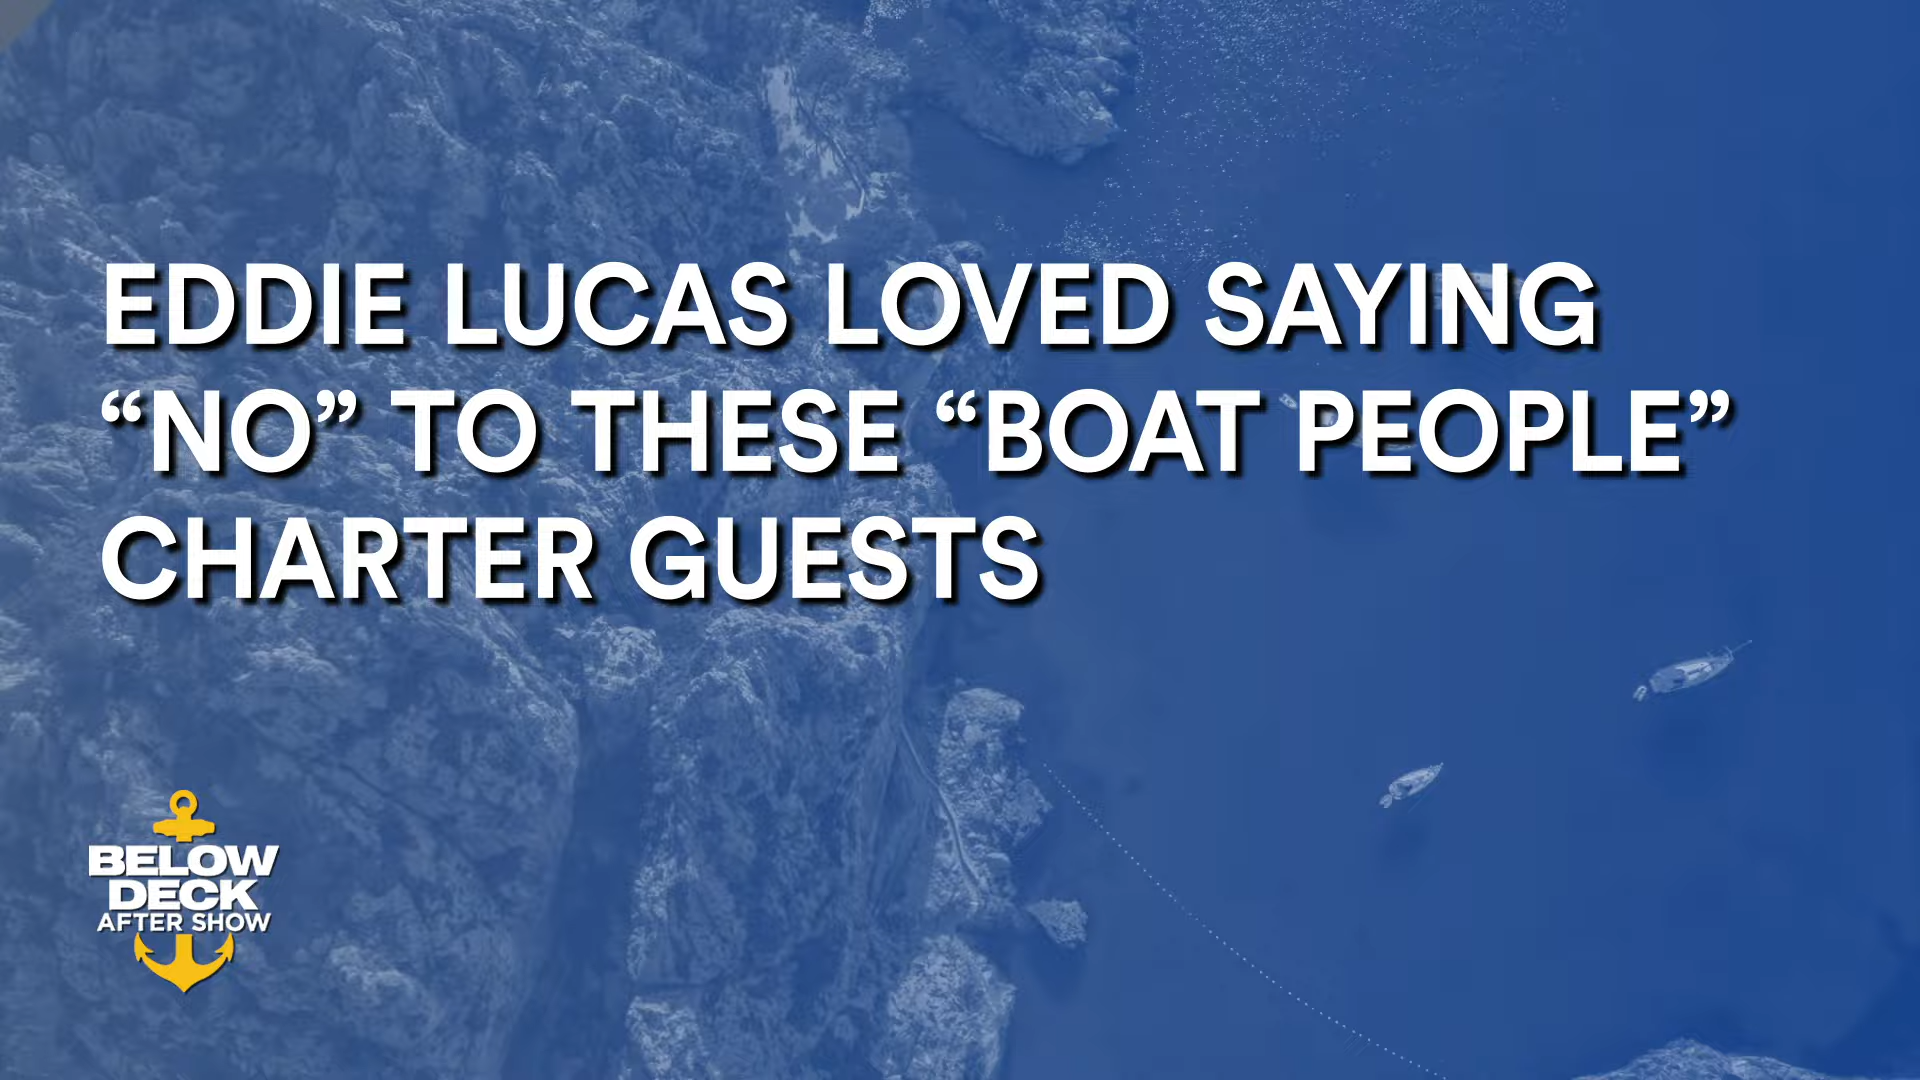 EDDIE LUCAS LOVED SAYING
“NO” TO THESE “BOAT PEOPLE”
CHARTER GUESTS
BELOW
DECK
AFTER SHOW